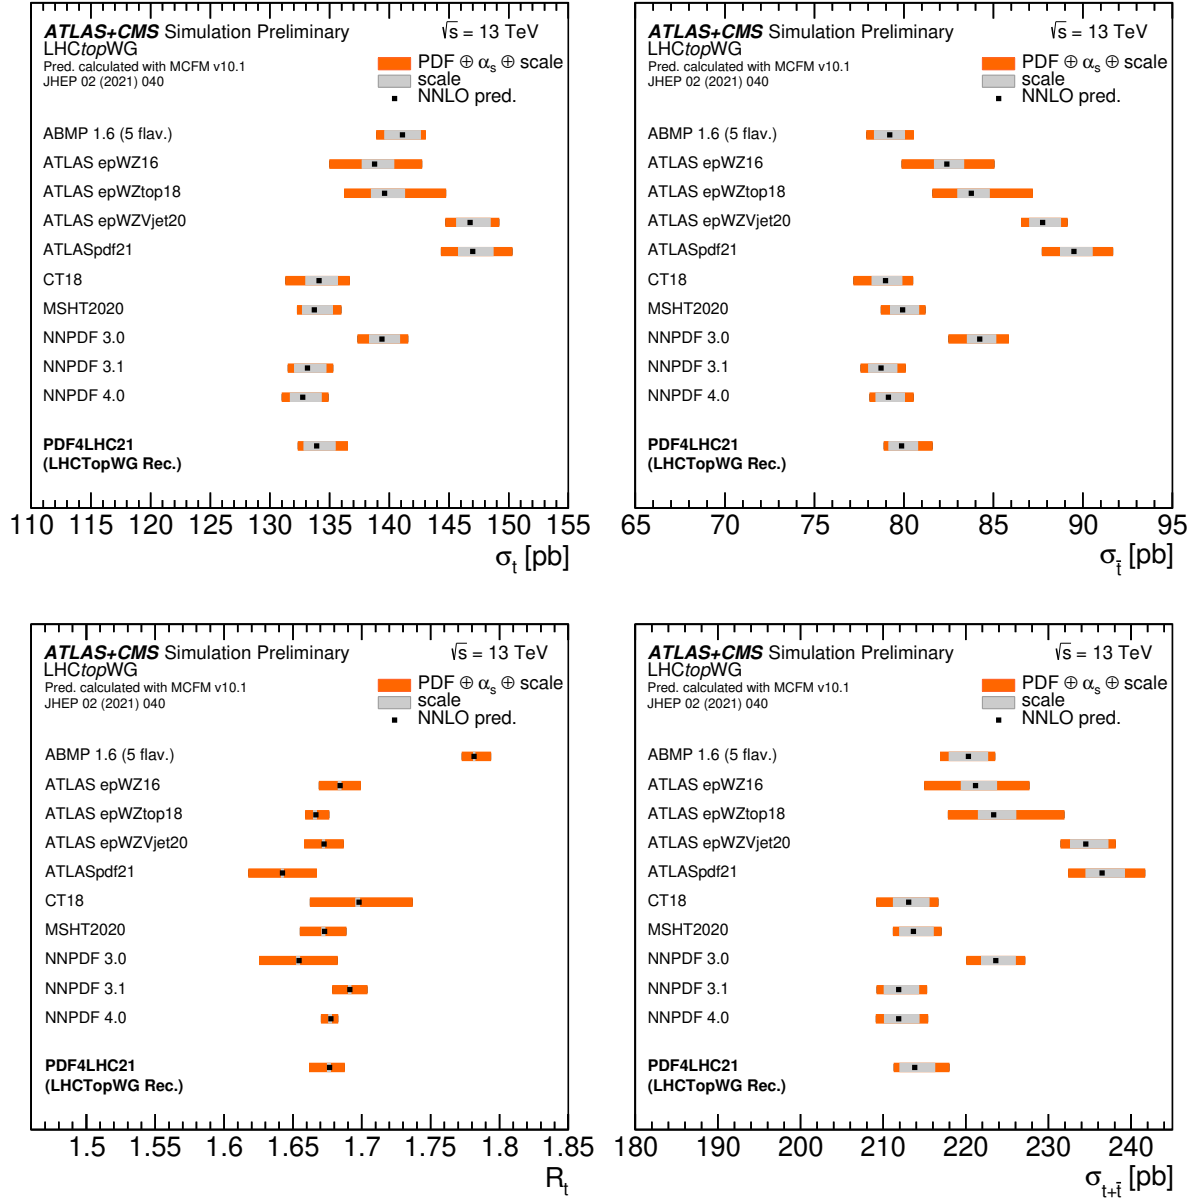 ATLAS+CMS Simulation Preliminary √s = 13 TeV
LHCtopWG
Pred. calculated with MCFM v10.1
JHEP 02 (2021) 040
PDF ⊕ αs ⊕ scale
scale
NNLO pred.
ABMP 1.6 (5 flav.)
ATLAS epWZ16
ATLAS epWZtop18
ATLAS epWZVjet20
ATLASpdf21
CT18
MSHT2020
NNPDF 3.0
NNPDF 3.1
NNPDF 4.0
PDF4LHC21
(LHCTopWG Rec.)
110 115 120 125 130 135 140 145 150 155
σt [pb]
ATLAS+CMS Simulation Preliminary √s = 13 TeV
LHCtopWG
Pred. calculated with MCFM v10.1
JHEP 02 (2021) 040
PDF ⊕ αs ⊕ scale
scale
NNLO pred.
ABMP 1.6 (5 flav.)
ATLAS epWZ16
ATLAS epWZtop18
ATLAS epWZVjet20
ATLASpdf21
CT18
MSHT2020
NNPDF 3.0
NNPDF 3.1
NNPDF 4.0
PDF4LHC21
(LHCTopWG Rec.)
65 70 75 80 85 90 95
σt̄ [pb]
ATLAS+CMS Simulation Preliminary √s = 13 TeV
LHCtopWG
Pred. calculated with MCFM v10.1
JHEP 02 (2021) 040
PDF ⊕ αs ⊕ scale
scale
NNLO pred.
ABMP 1.6 (5 flav.)
ATLAS epWZ16
ATLAS epWZtop18
ATLAS epWZVjet20
ATLASpdf21
CT18
MSHT2020
NNPDF 3.0
NNPDF 3.1
NNPDF 4.0
PDF4LHC21
(LHCTopWG Rec.)
1.5 1.55 1.6 1.65 1.7 1.75 1.8 1.85
Rt
ATLAS+CMS Simulation Preliminary √s = 13 TeV
LHCtopWG
Pred. calculated with MCFM v10.1
JHEP 02 (2021) 040
PDF ⊕ αs ⊕ scale
scale
NNLO pred.
ABMP 1.6 (5 flav.)
ATLAS epWZ16
ATLAS epWZtop18
ATLAS epWZVjet20
ATLASpdf21
CT18
MSHT2020
NNPDF 3.0
NNPDF 3.1
NNPDF 4.0
PDF4LHC21
(LHCTopWG Rec.)
180 190 200 210 220 230 240
σt+t̄ [pb]